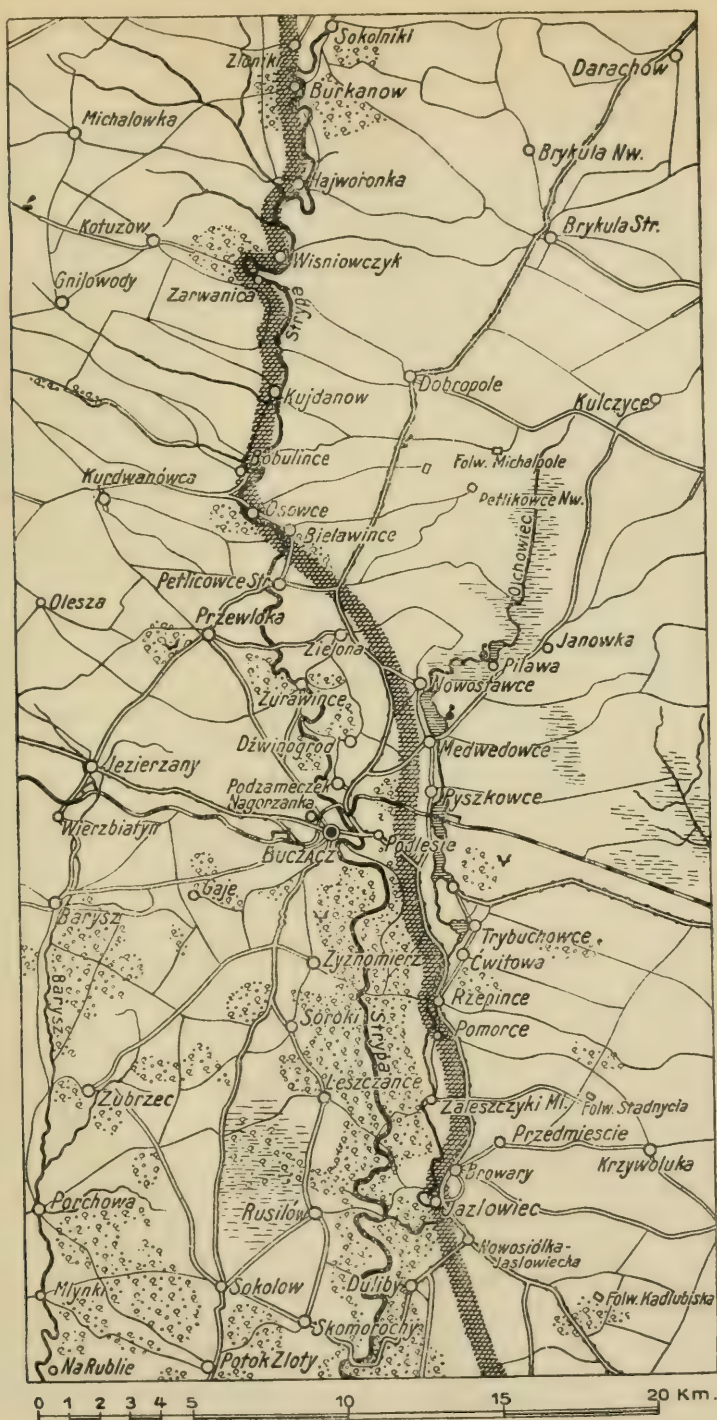 Sokolniki
Złotniki
Darachów
Burkanow
Michalowka
Brykula Nw.
Hajworonka
Kotuzow
Brykula Str.
Wisniowczyk
Gnilowody
Zarwanica
Strypa
Dobropole
Kujdanow
Kulczyce
Bobulince
Folw. Michalpole
Kurdwanówca
Petlikowce Nw.
Osowce
Olchowiec
Bielawince
Petlicowce Str.
Olesza
Przewloka
Zielona
Janowka
Pilawa
Zurawince
Nowostawce
Dźwinogrod
Medwedowce
Jezierzany
Podzameczek
Pyszkowce
Nagorzanka
Wierzbiatyn
BUCZACZ
Podlesie
Gaje
Barysz
Trybuchowce
Cwitowa
Zyznomierz
Barysz
Rzepince
Strypa
Soroki
Pomorce
Leszczance
Zubrzec
Zaleszczyki Ml.
Folw. Stadnycia
Przedmiescie
Krzywoluka
Browary
Porchowa
Jazlowiec
Rusilow
Nowosiólka-
Jaslowiecka
Sokolow
Duliby
Mlynki
Folw. Kadlubiska
Skomorochy
Na Rublie
Potok Zloty
0 1 2 3 4 5 10 15 20 Km.